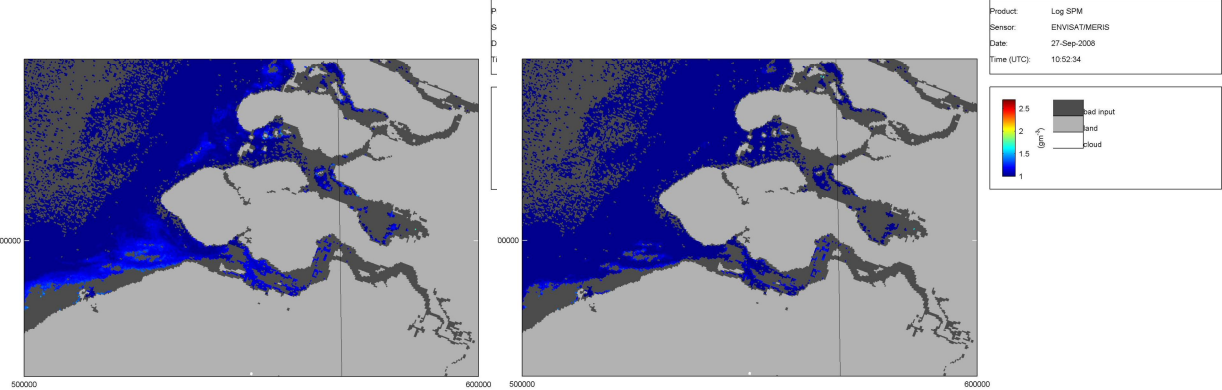 P
S
D
Ti
Product: Log SPM
Sensor: ENVISAT/MERIS
Date: 27-Sep-2008
Time (UTC): 10:52:34
2.5
2
1.5
1
(gm-3)
bad input
land
cloud
00000
00000
500000
600000
500000
600000